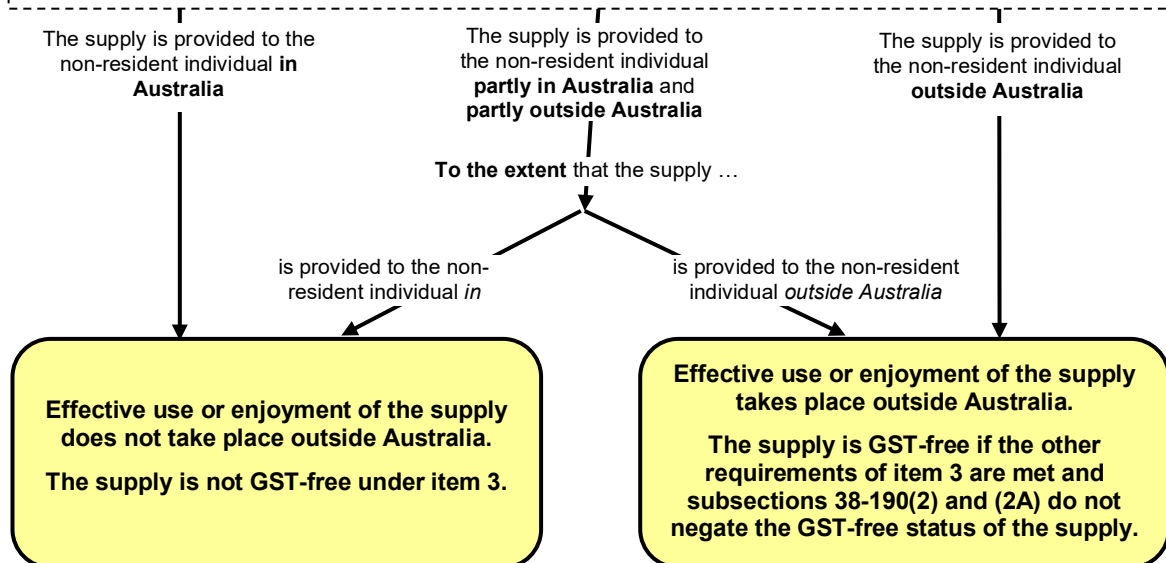 The supply is provided to the
non-resident individual in
Australia
The supply is provided to
the non-resident individual
partly in Australia and
partly outside Australia
The supply is provided to
the non-resident individual
outside Australia
To the extent that the supply …
is provided to the non-
resident individual in
is provided to the non-resident
individual outside Australia
Effective use or enjoyment of the supply
does not take place outside Australia.
The supply is not GST-free under item 3.
Effective use or enjoyment of the supply
takes place outside Australia.
The supply is GST-free if the other
requirements of item 3 are met and
subsections 38-190(2) and (2A) do not
negate the GST-free status of the supply.